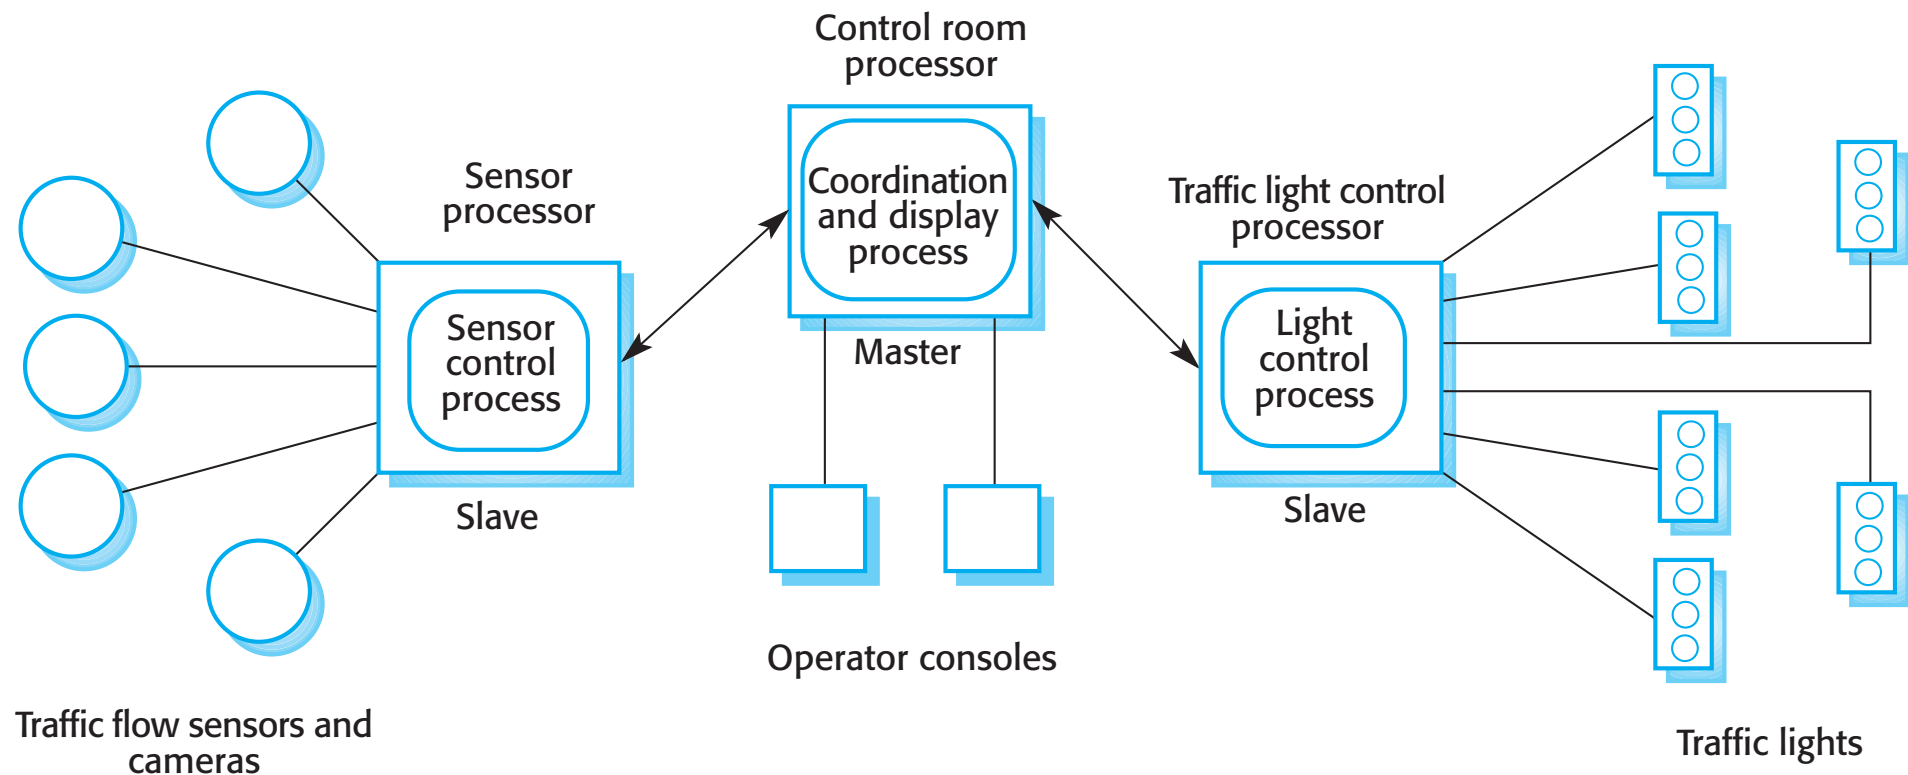 Control room
processor
Coordination
and display
process
Master
Sensor
processor
Sensor
control
process
Slave
Traffic light control
processor
Light
control
process
Slave
Operator consoles
Traffic flow sensors and
cameras
Traffic lights